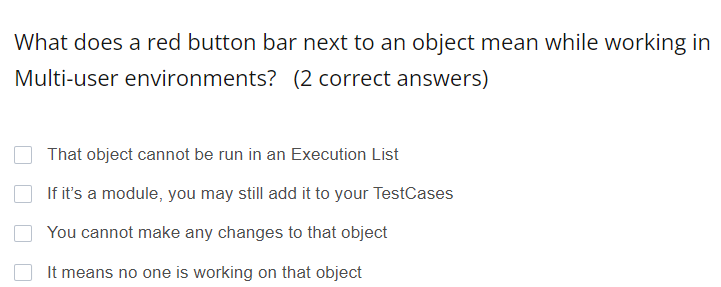 What does a red button bar next to an object mean while working in
Multi-user environments? (2 correct answers)
That object cannot be run in an Execution List
If it’s a module, you may still add it to your TestCases
You cannot make any changes to that object
It means no one is working on that object